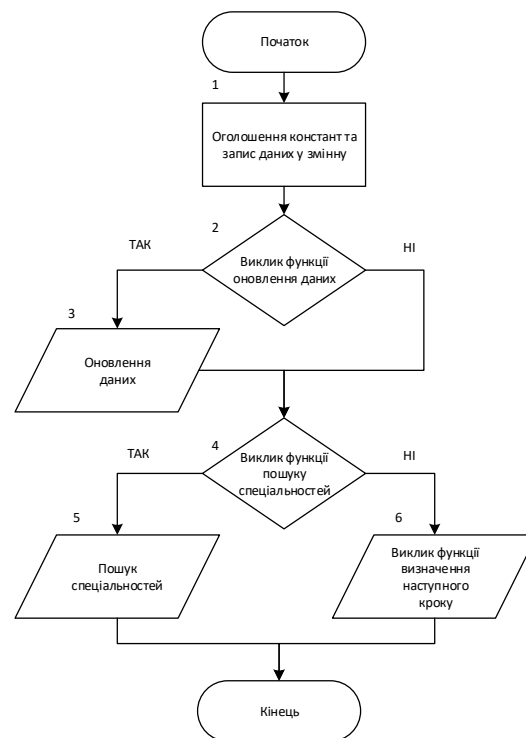 Початок
1
Оголошення констант та
запис даних у змінну
2
ТАК
Виклик функції
оновлення даних
НІ
3
Оновлення
даних
4
ТАК
Виклик функції
пошуку
спеціальностей
НІ
5
Пошук
спеціальностей
6
Виклик функції
визначення
наступного
кроку
Кінець